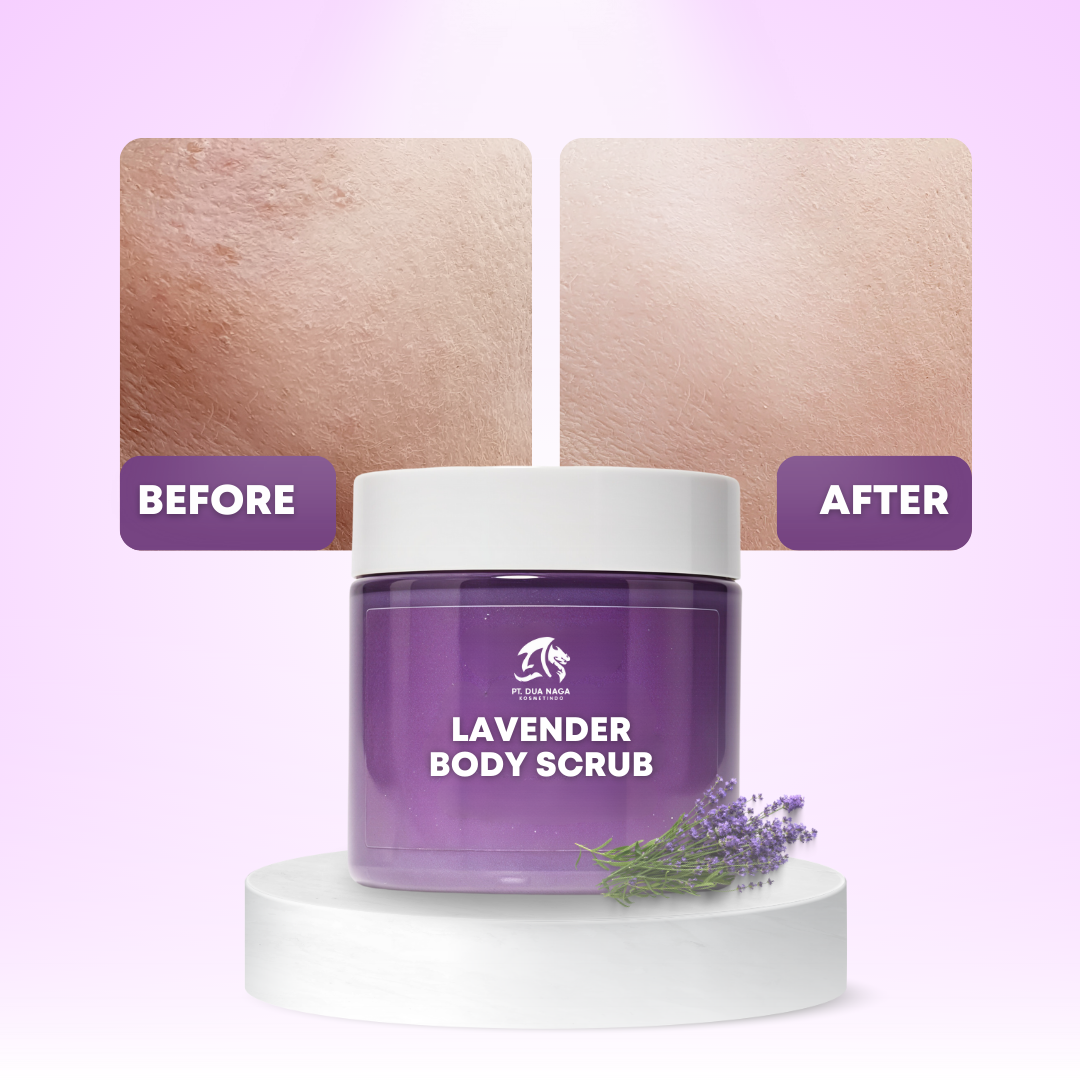 BEFORE
AFTER
PT. DUA NAGA
KOSMETINDO
LAVENDER
BODY SCRUB